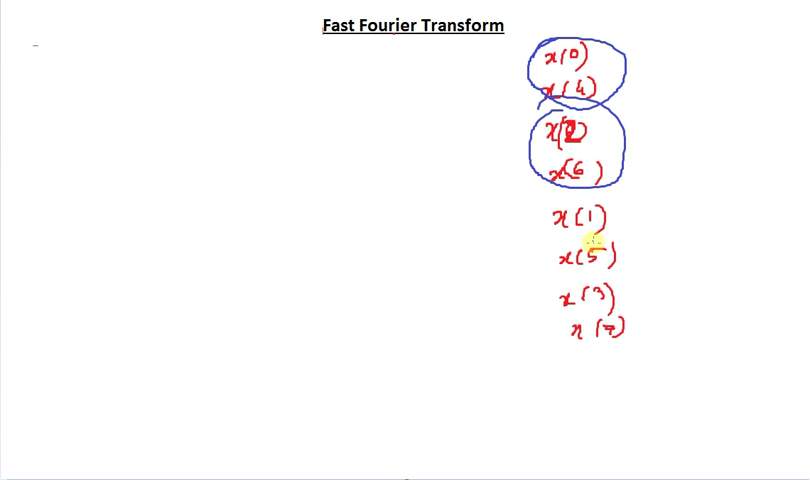 Fast Fourier Transform
x(0)
x(4)
x(2)
x(6)
x(1)
x(5)
x(3)
x(7)